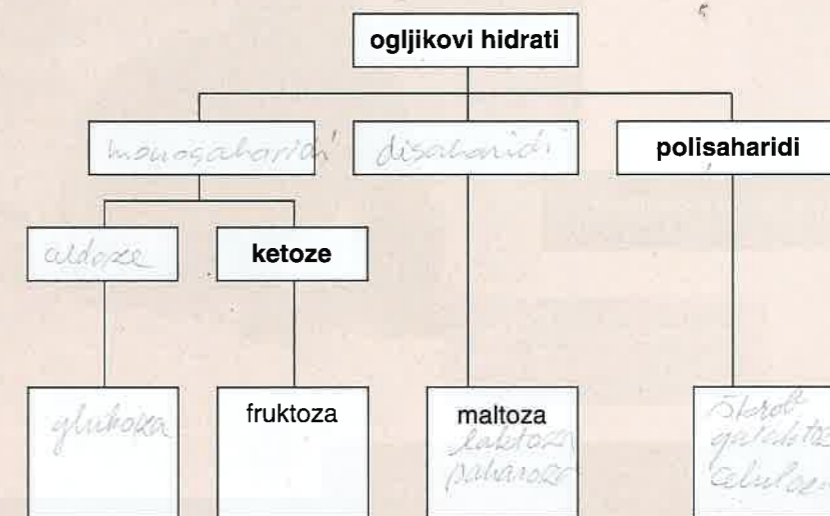 ogljikovi hidrati
monosaharidi
disaharidi
polisaharidi
aldoze
ketoze
glukoza
fruktoza
maltoza
laktoza
saharoza
škrob
celuloza